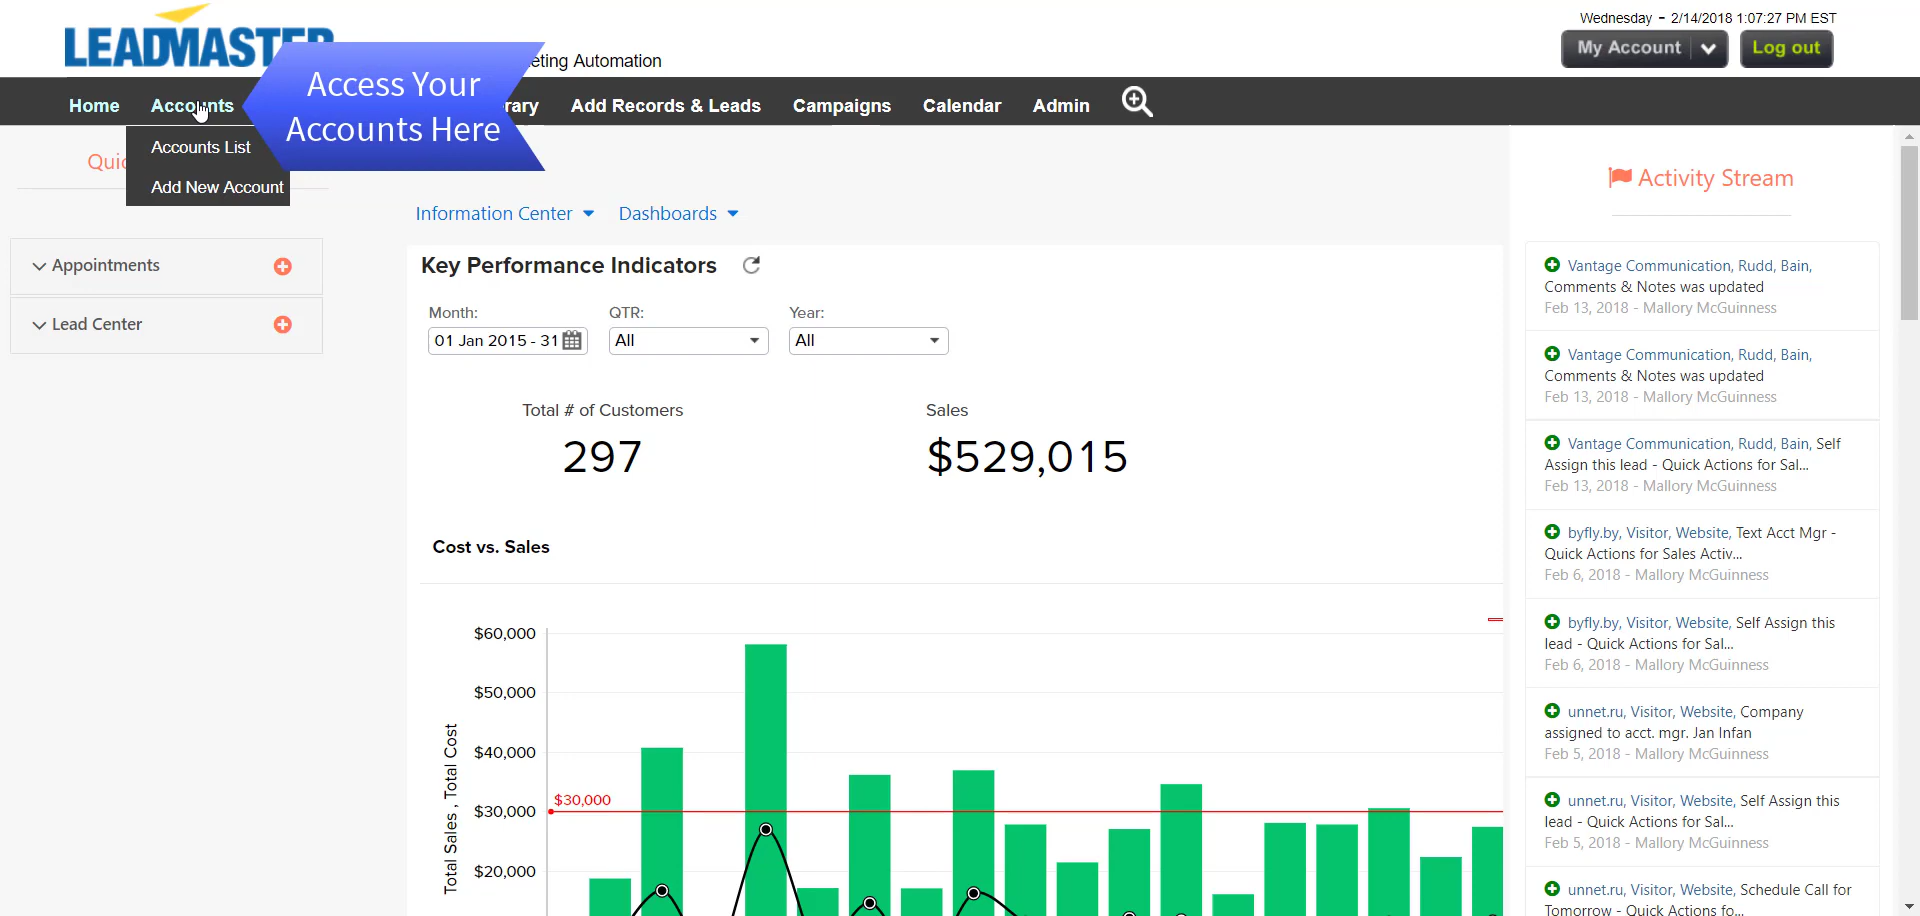 Wednesday - 2/14/2018 1:07:27 PM EST
My Account
Log out
LEADMASTER
eting Automation
Access Your
Accounts Here
Home Accounts rary Add Records & Leads Campaigns Calendar Admin
Accounts List
Add New Account
Quic
Information Center Dashboards
Appointments
Lead Center
Key Performance Indicators
Month: QTR: Year:
01 Jan 2015 - 31 All All
Total # of Customers Sales
297 $529,015
Cost vs. Sales
$60,000
$50,000
$40,000
$30,000
$20,000
$30,000
Total Sales , Total Cost
Activity Stream
Vantage Communication, Rudd, Bain,
Comments & Notes was updated
Feb 13, 2018 - Mallory McGuinness
Vantage Communication, Rudd, Bain,
Comments & Notes was updated
Feb 13, 2018 - Mallory McGuinness
Vantage Communication, Rudd, Bain, Self
Assign this lead - Quick Actions for Sal...
Feb 13, 2018 - Mallory McGuinness
byfly.by, Visitor, Website, Text Acct Mgr -
Quick Actions for Sales Activ...
Feb 6, 2018 - Mallory McGuinness
byfly.by, Visitor, Website, Self Assign this
lead - Quick Actions for Sal...
Feb 6, 2018 - Mallory McGuinness
unnet.ru, Visitor, Website, Company
assigned to acct. mgr. Jan Infan
Feb 5, 2018 - Mallory McGuinness
unnet.ru, Visitor, Website, Self Assign this
lead - Quick Actions for Sal...
Feb 5, 2018 - Mallory McGuinness
unnet.ru, Visitor, Website, Schedule Call for
Tomorrow - Quick Actions fo...